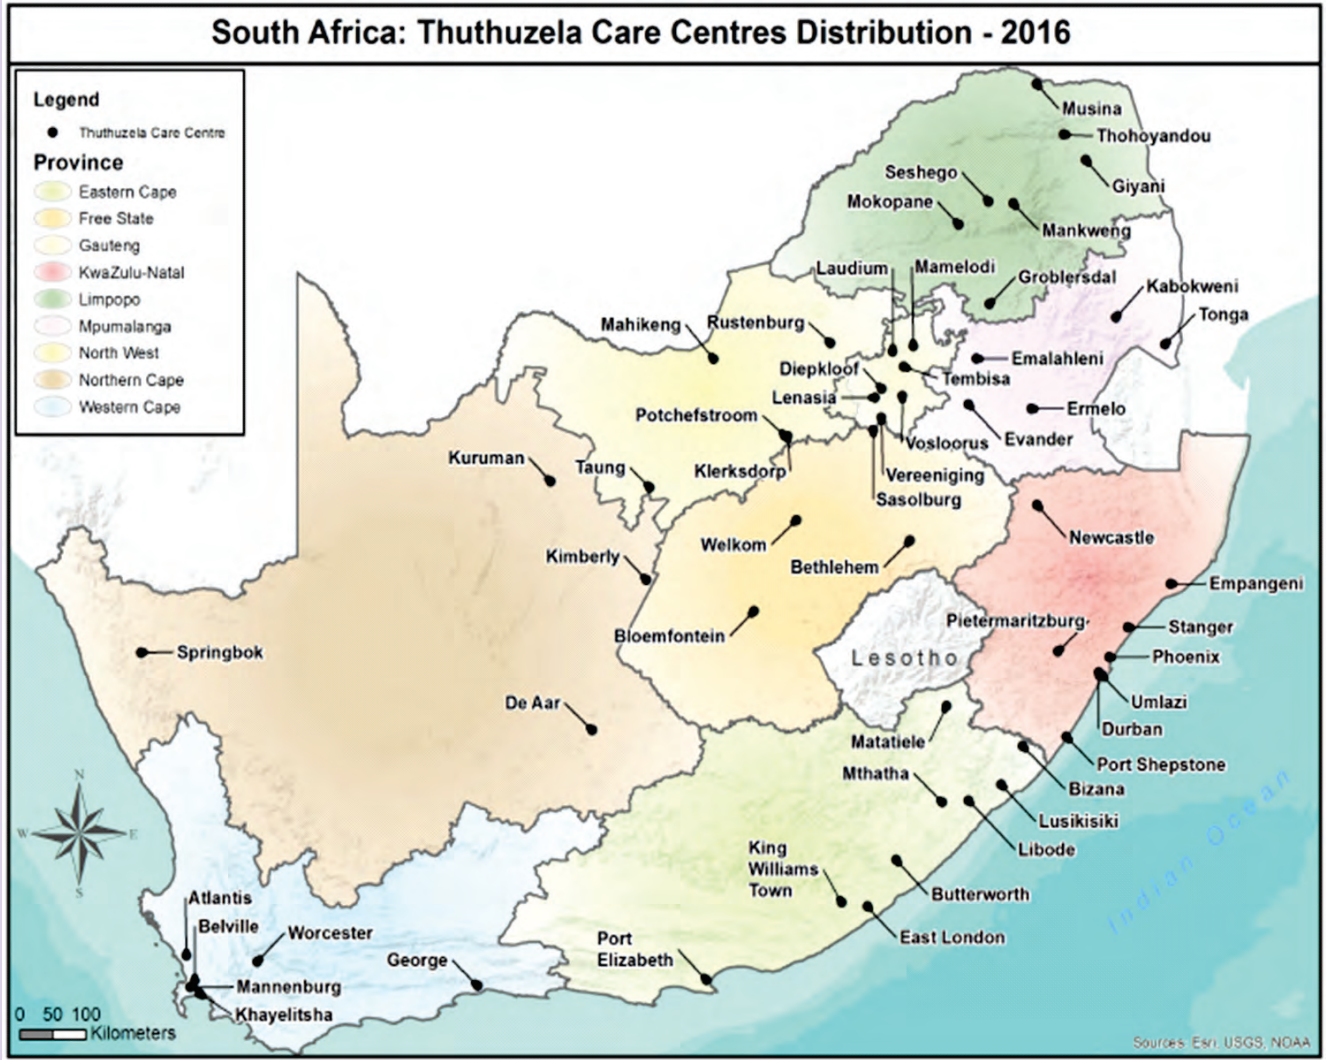 South Africa: Thuthuzela Care Centres Distribution - 2016
Legend
Thuthuzela Care Centre
Province
Eastern Cape
Free State
Gauteng
KwaZulu-Natal
Limpopo
Mpumalanga
North West
Northern Cape
Western Cape
Musina
Thohoyandou
Seshego
Giyani
Mokopane
Mankweng
Laudium
Mamelodi
Groblersdal
Kabokweni
Tonga
Mahikeng
Rustenburg
Diepkloof
Emalahleni
Tembisa
Lenasia
Potchefstroom
Ermelo
Evander
Vosloorus
Kuruman
Taung
Klerksdorp
Vereeniging
Sasolburg
Welkom
Newcastle
Kimberly
Bethlehem
Empangeni
Bloemfontein
Pietermaritzburg
Stanger
Springbok
Lesotho
Phoenix
De Aar
Umlazi
Durban
Matatiele
Port Shepstone
Mthatha
Bizana
Lusikisiki
Libode
King
Williams
Town
Butterworth
East London
Port
Elizabeth
Atlantis
Belville
Worcester
George
Mannenburg
Khayelitsha
Indian Ocean
N
W
E
S
0 50 100
Kilometers
Sources: Esri, USGS, NOAA